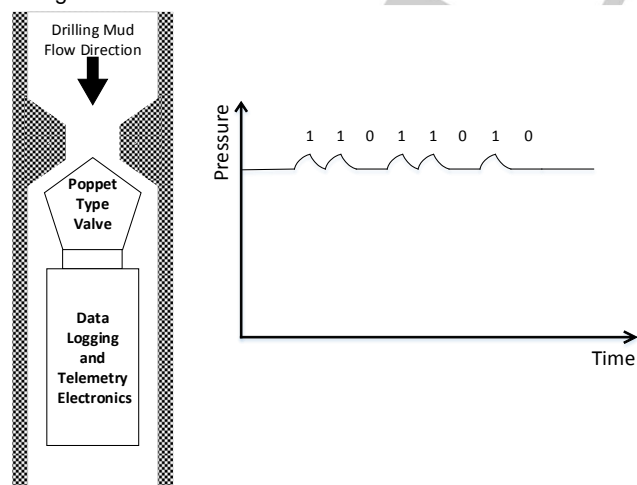 Drilling Mud
Flow Direction
Poppet
Type
Valve
Data
Logging
and
Telemetry
Electronics
Pressure
1 1 0 1 1 0 1 0
Time